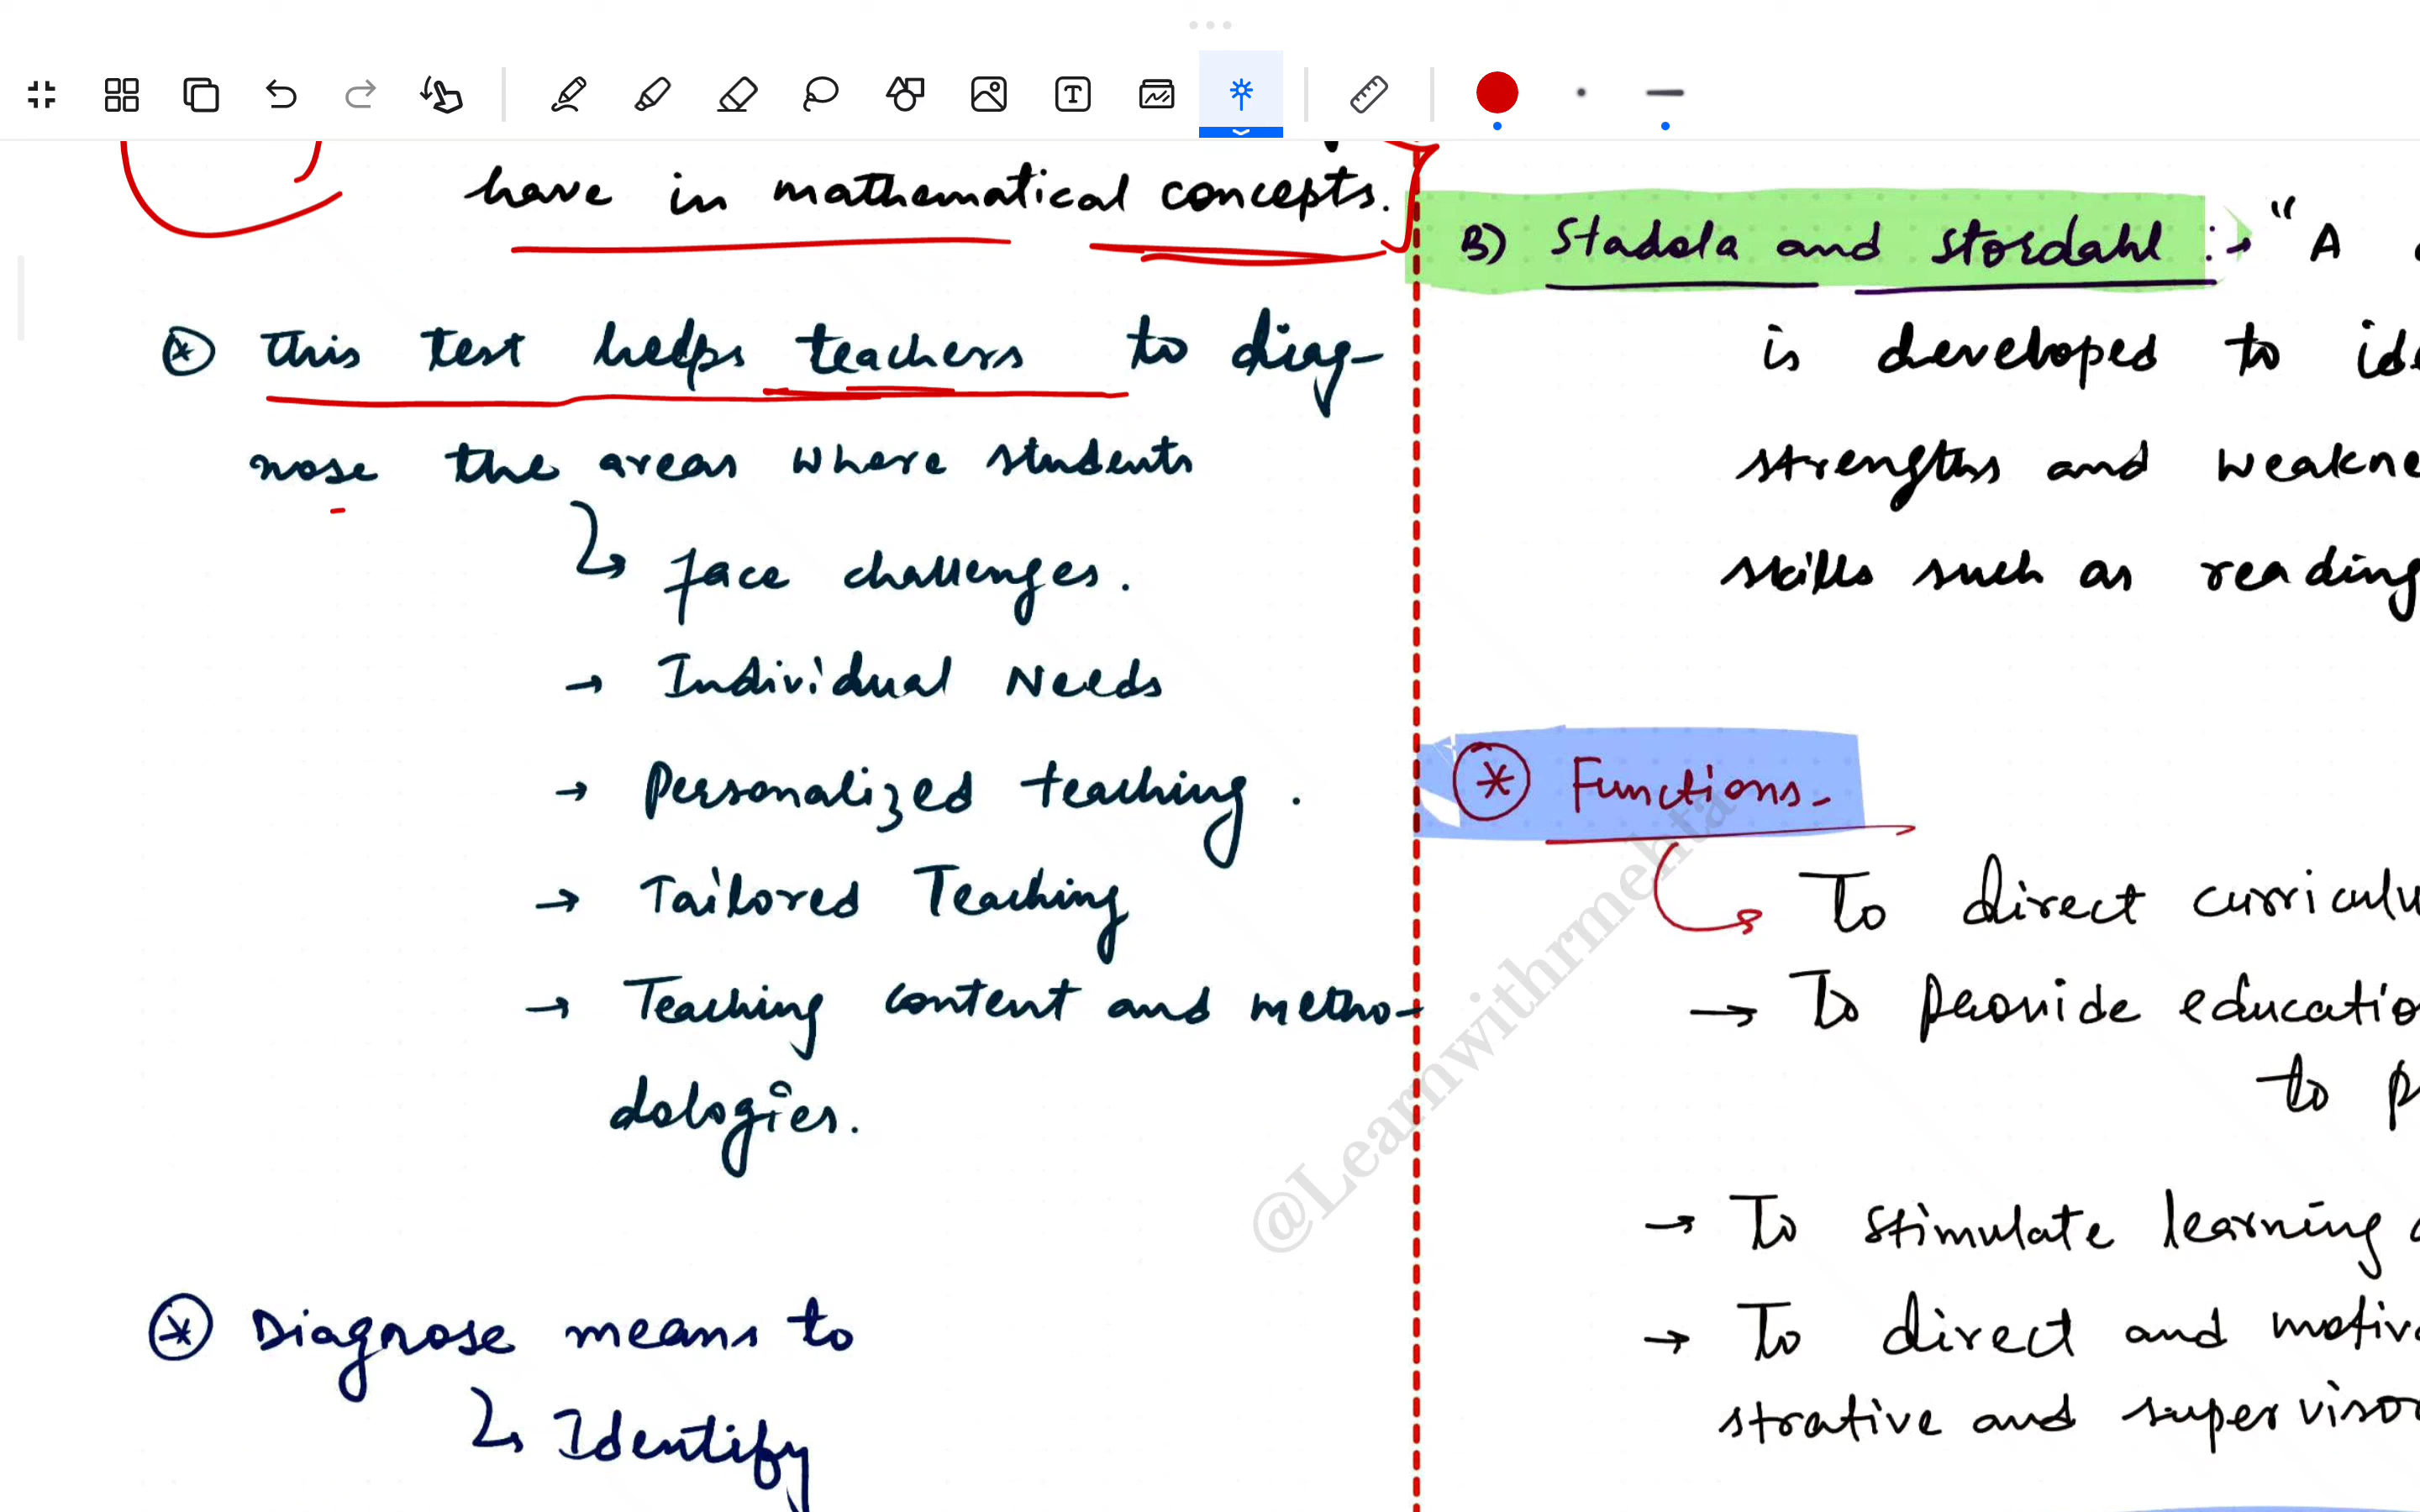 have in mathematical concepts.
this test helps teachers to diag-
nose the areas where students
face challenges.
→ Individual Needs
→ Personalized teaching.
→ Tailored Teaching
→ Teaching content and metho-
dologies.
Diagnose means to
Identify
B) Stadola and Stordahl :→ "A
is developed to ide
strengths and weakne
skills such as reading
Functions-
To direct curriculu
→ To provide educatio
to p
→ To stimulate learning
→ To direct and motiv
strative and supervisor
@Learnwithrmehta